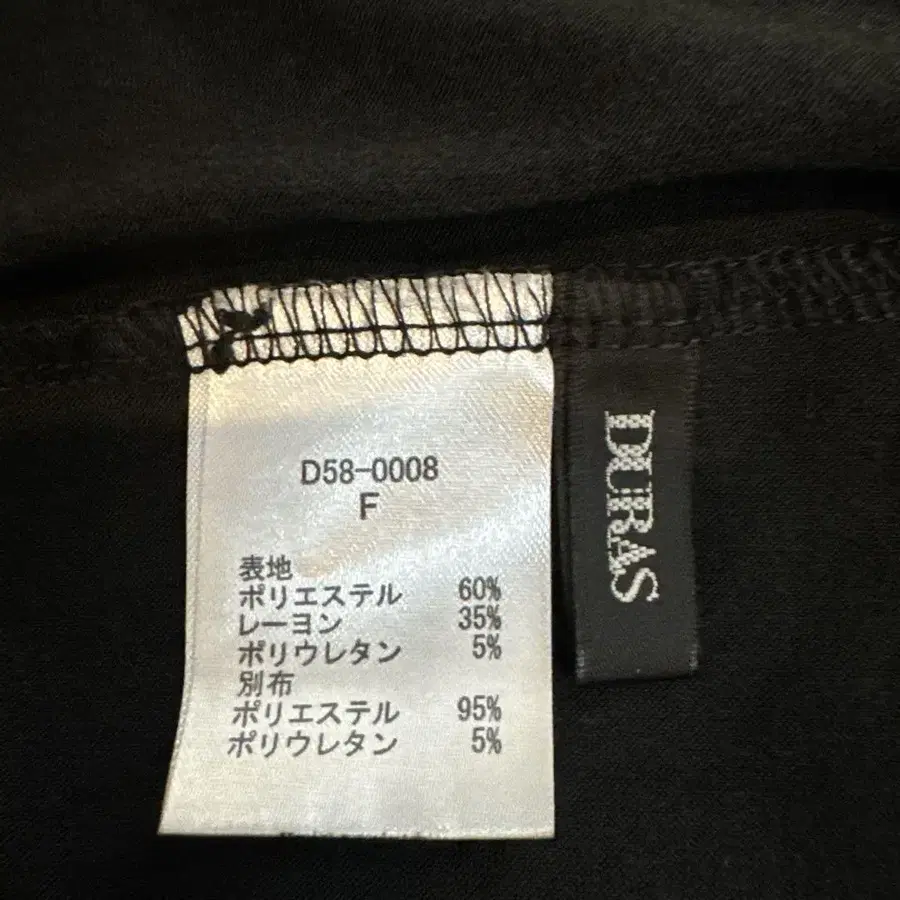 D58-0008
F
表地
ポリエステル 60%
レーヨン 35%
ポリウレタン 5%
別布
ポリエステル 95%
ポリウレタン 5%
DURAS